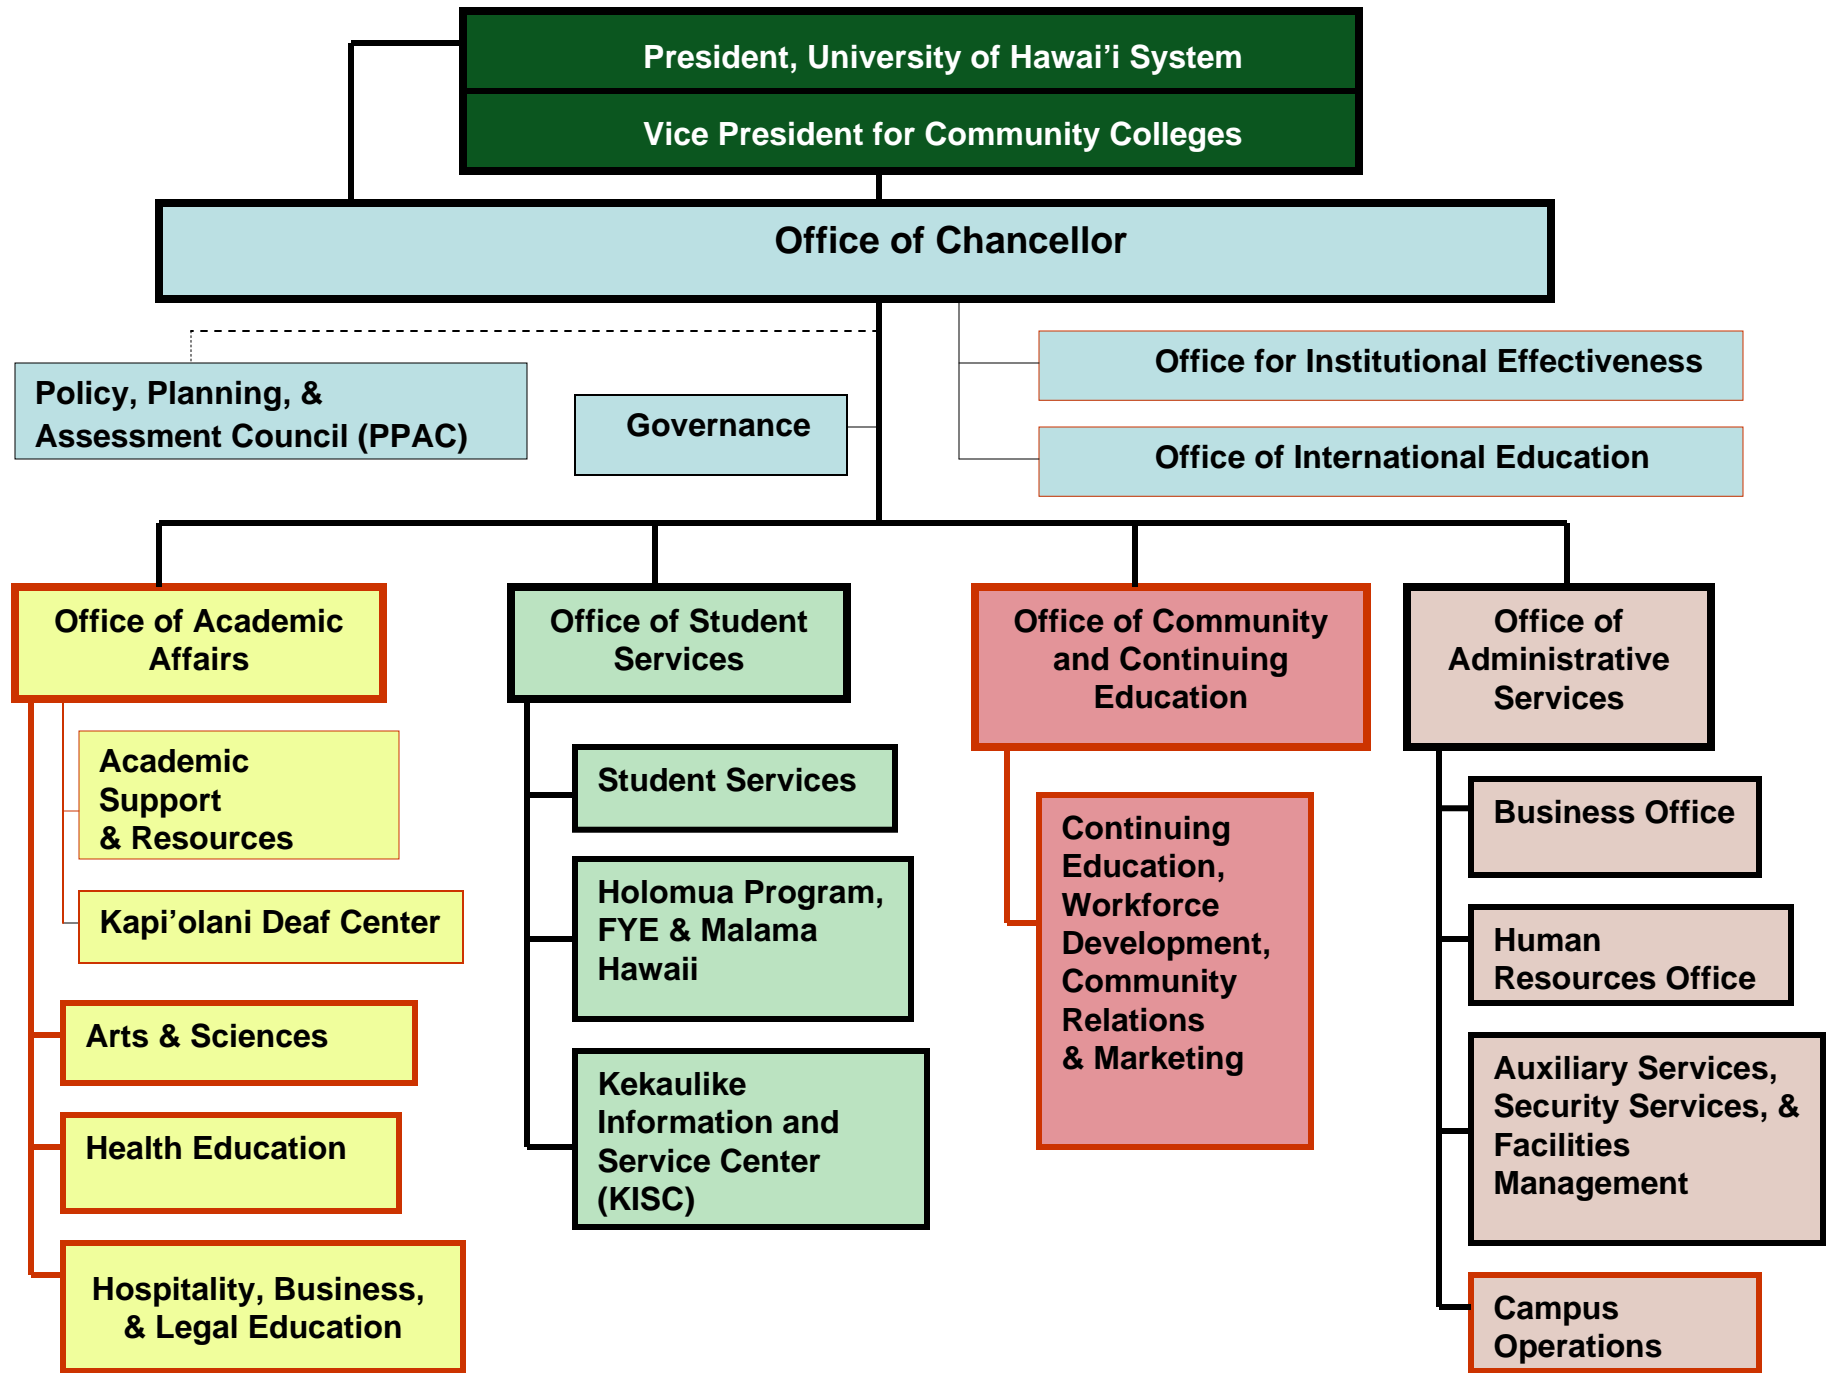 President, University of Hawai’i System
Vice President for Community Colleges
Office of Chancellor
Policy, Planning, &
Assessment Council (PPAC)
Governance
Office for Institutional Effectiveness
Office of International Education
Office of Academic
Affairs
Academic
Support
& Resources
Kapi’olani Deaf Center
Arts & Sciences
Health Education
Hospitality, Business,
& Legal Education
Office of Student
Services
Student Services
Holomua Program,
FYE & Malama
Hawaii
Kekaulike
Information and
Service Center
(KISC)
Office of Community
and Continuing
Education
Continuing
Education,
Workforce
Development,
Community
Relations
& Marketing
Office of
Administrative
Services
Business Office
Human
Resources Office
Auxiliary Services,
Security Services, &
Facilities
Management
Campus
Operations